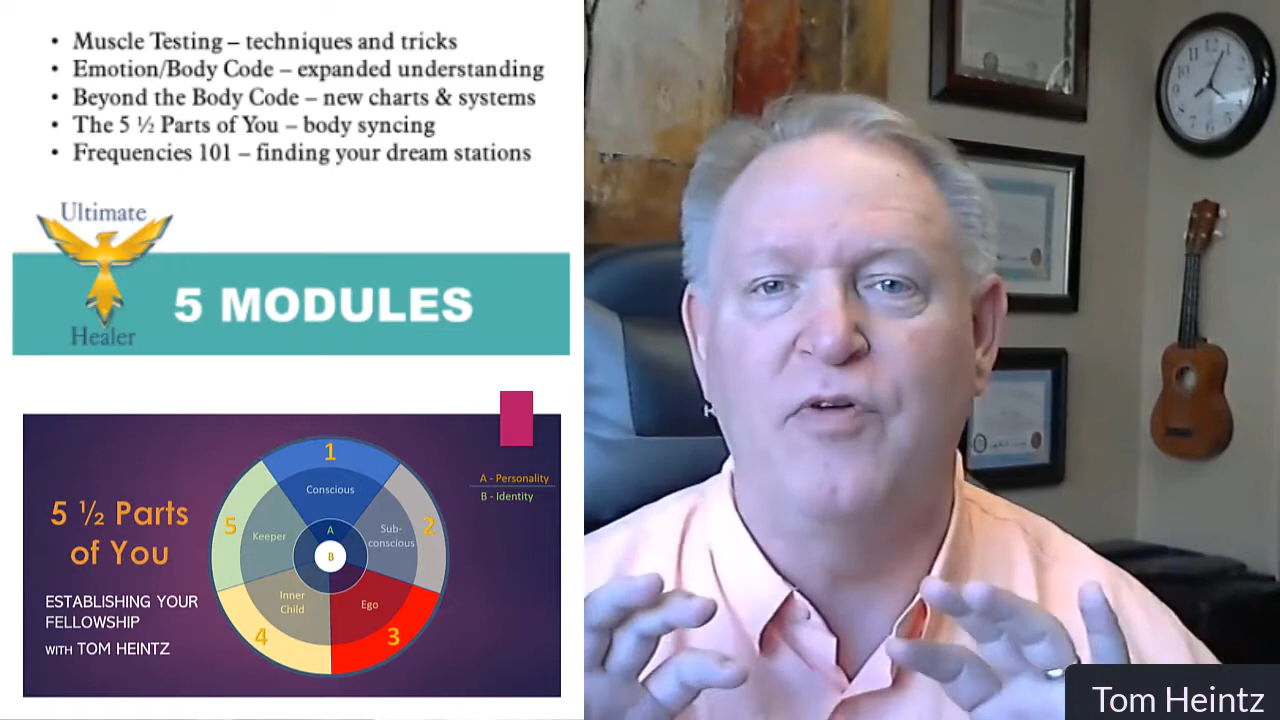 • Muscle Testing – techniques and tricks
• Emotion/Body Code – expanded understanding
• Beyond the Body Code – new charts & systems
• The 5 ½ Parts of You – body syncing
• Frequencies 101 – finding your dream stations
Ultimate
Healer
5 MODULES
5 ½ Parts
of You
ESTABLISHING YOUR
FELLOWSHIP
WITH TOM HEINTZ
1
Conscious
2
Sub-
conscious
3
Ego
4
Inner
Child
5
Keeper
A
B
A - Personality
B - Identity
12
Tom Heintz